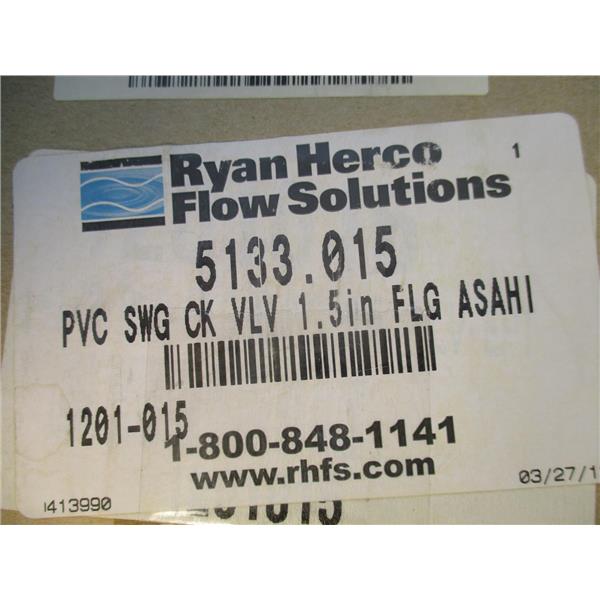 Ryan Herco 1
Flow Solutions
5133.015
PVC SWG CK VLV 1.5in FLG ASAHI
1201-015
1-800-848-1141
www.rhfs.com
413990 03/27/1